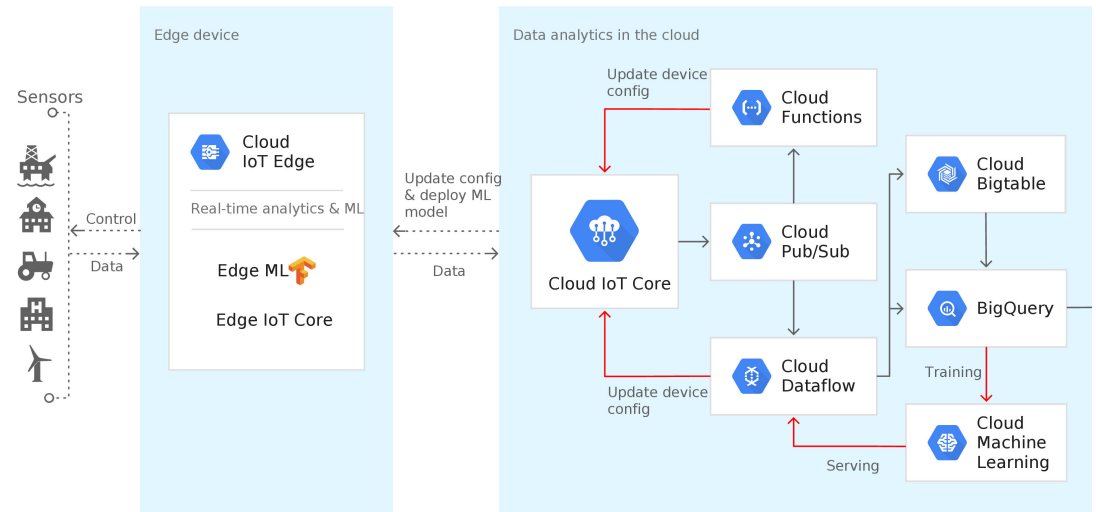 Edge device
Data analytics in the cloud
Sensors
Control
Data
Cloud
IoT Edge
Real-time analytics & ML
Edge ML
Edge IoT Core
Update config
& deploy ML
model
Data
Update device
config
Cloud
Functions
Cloud IoT Core
Cloud
Pub/Sub
Update device
config
Cloud
Dataflow
Cloud
Bigtable
BigQuery
Training
Cloud
Machine
Learning
Serving